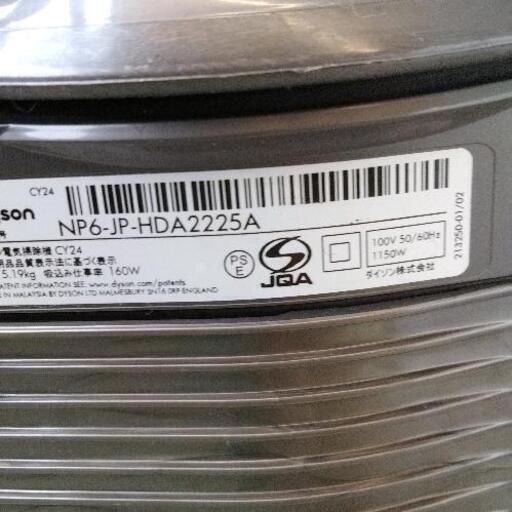 CY24
son
号
NP6-JP-HDA2225A
電気掃除機 CY24
用品品質表示法に基づく表示
5.19kg 吸込み仕事率 160W
ATENT INFORMATION SEE: www.dyson.com/patents
E IN MALAYSIA BY DYSON LTD MALMESBURY SN16 0RP ENGLAND
PS
E
JQA
100V 50/60Hz
1150W
ダイソン株式会社
213250-01/02